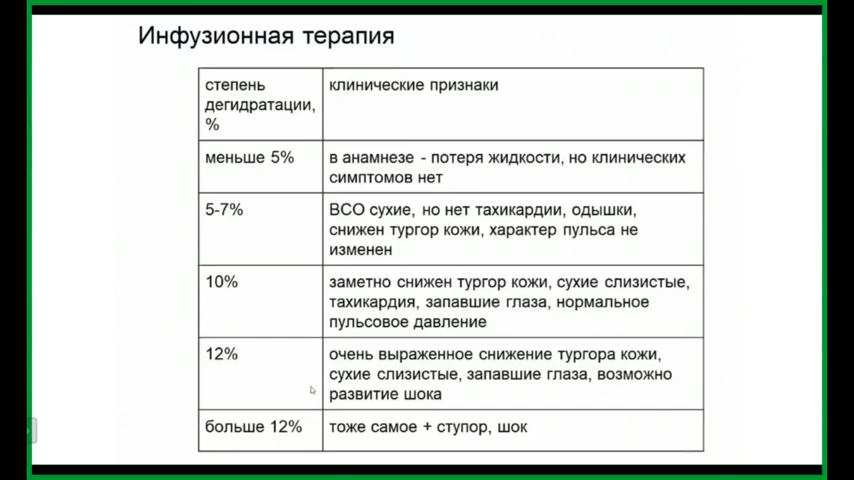 Инфузионная терапия
степень
дегидратации,
%
клинические признаки
меньше 5%
в анамнезе - потеря жидкости, но клинических
симптомов нет
5-7%
ВСО сухие, но нет тахикардии, одышки,
снижен тургор кожи, характер пульса не
изменен
10%
заметно снижен тургор кожи, сухие слизистые,
тахикардия, запавшие глаза, нормальное
пульсовое давление
12%
очень выраженное снижение тургора кожи,
сухие слизистые, запавшие глаза, возможно
развитие шока
больше 12%
тоже самое + ступор, шок